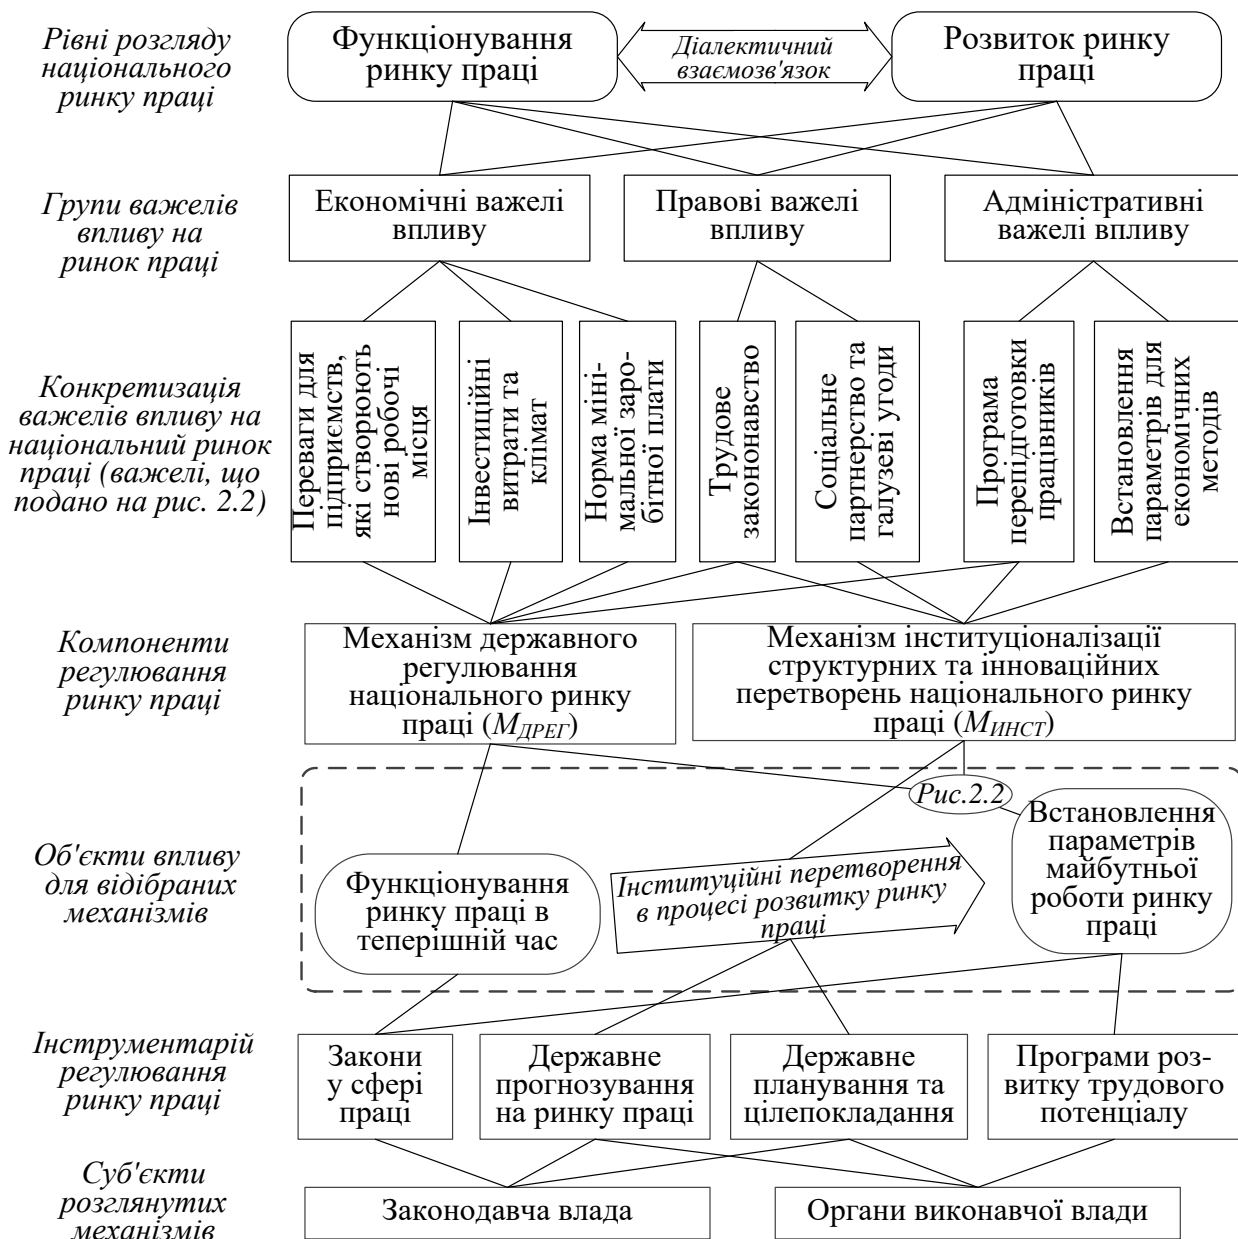 Рівні розгляду
національного
ринку праці
Функціонування
ринку праці
Діалектичний
взаємозв'язок
Розвиток ринку
праці
Групи важелів
впливу на
ринок праці
Економічні важелі
впливу
Правові важелі
впливу
Адміністративні
важелі впливу
Конкретизація
важелів впливу на
національний ринок
праці (важелі, що
подано на рис. 2.2)
Переваги для
підприємств,
які створюють
нові робочі
місця
Інвестиційні
витрати та
клімат
Норма міні-
мальної заро-
бітної плати
Трудове
законавство
Соціальне
партнерство та
галузеві угоди
Програма
перепідготовки
працівників
Встановлення
параметрів для
економічних
методів
Компоненти
регулювання
ринку праці
Механізм державного
регулювання
національного ринку
праці (МДРЕГ)
Механізм інституціоналізації
структурних та інноваційних
перетворень національного ринку
праці (МИНСТ)
Об'єкти впливу
для відібраних
механізмів
Функціонування
ринку праці в
теперішній час
Інституційні перетворення
в процесі розвитку ринку
праці
Рис.2.2
Встановлення
параметрів
майбутньої
роботи ринку
праці
Інструментарій
регулювання
ринку праці
Закони
у сфері
праці
Державне
прогнозування
на ринку праці
Державне
планування та
цілепокладання
Програми роз-
витку трудового
потенціалу
Суб'єкти
розглянутих
механізмів
Законодавча влада
Органи виконавчої влади